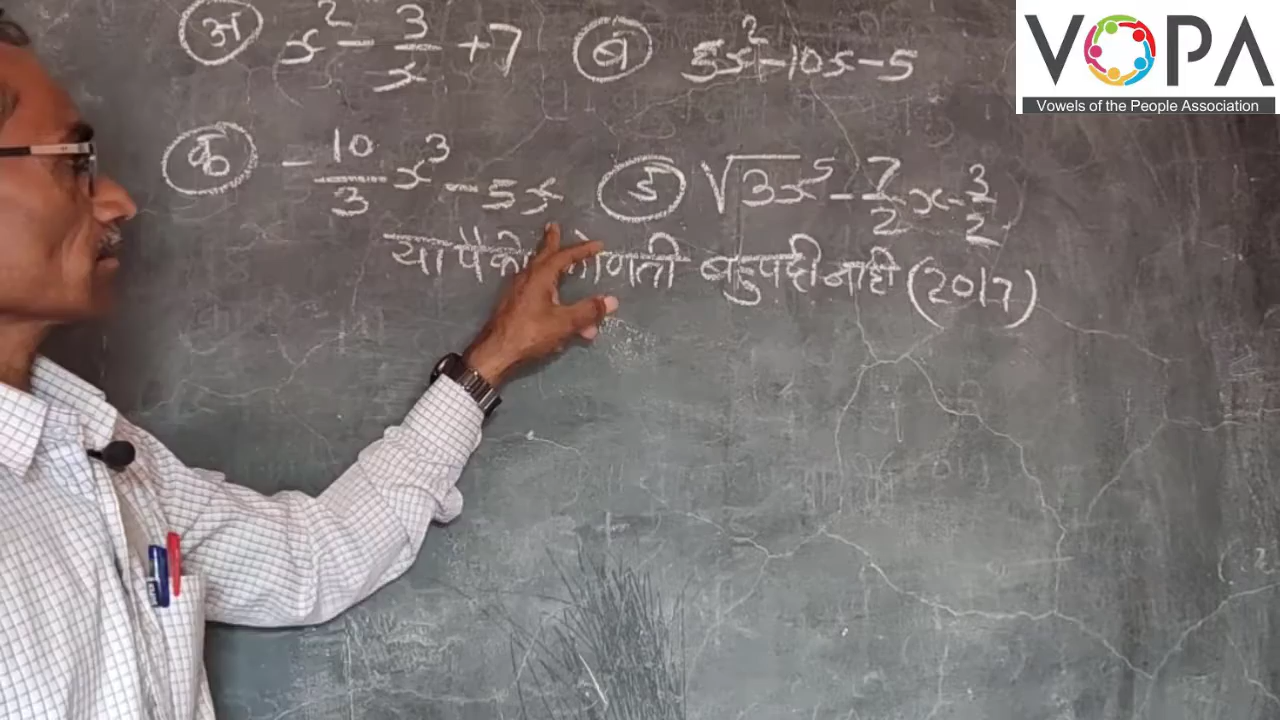 VOPA
Vowels of the People Association
अ x² - 3/x + 7 ब 5x² - 10x - 5
क - 10/3 x³ - 5x ड √3x⁵ - 7/2 x - 3/2
या पैकी कोणती बहुपदी नाही (2017)